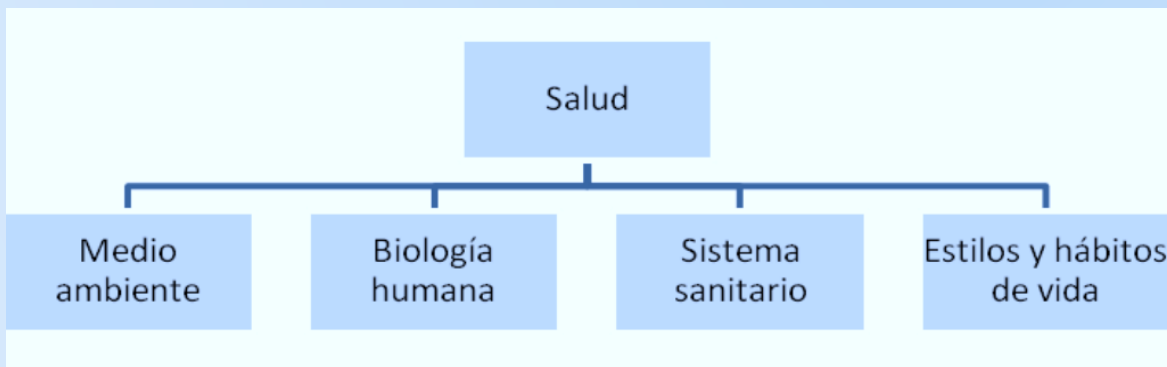 Salud
Medio
ambiente
Biología
humana
Sistema
sanitario
Estilos y hábitos
de vida